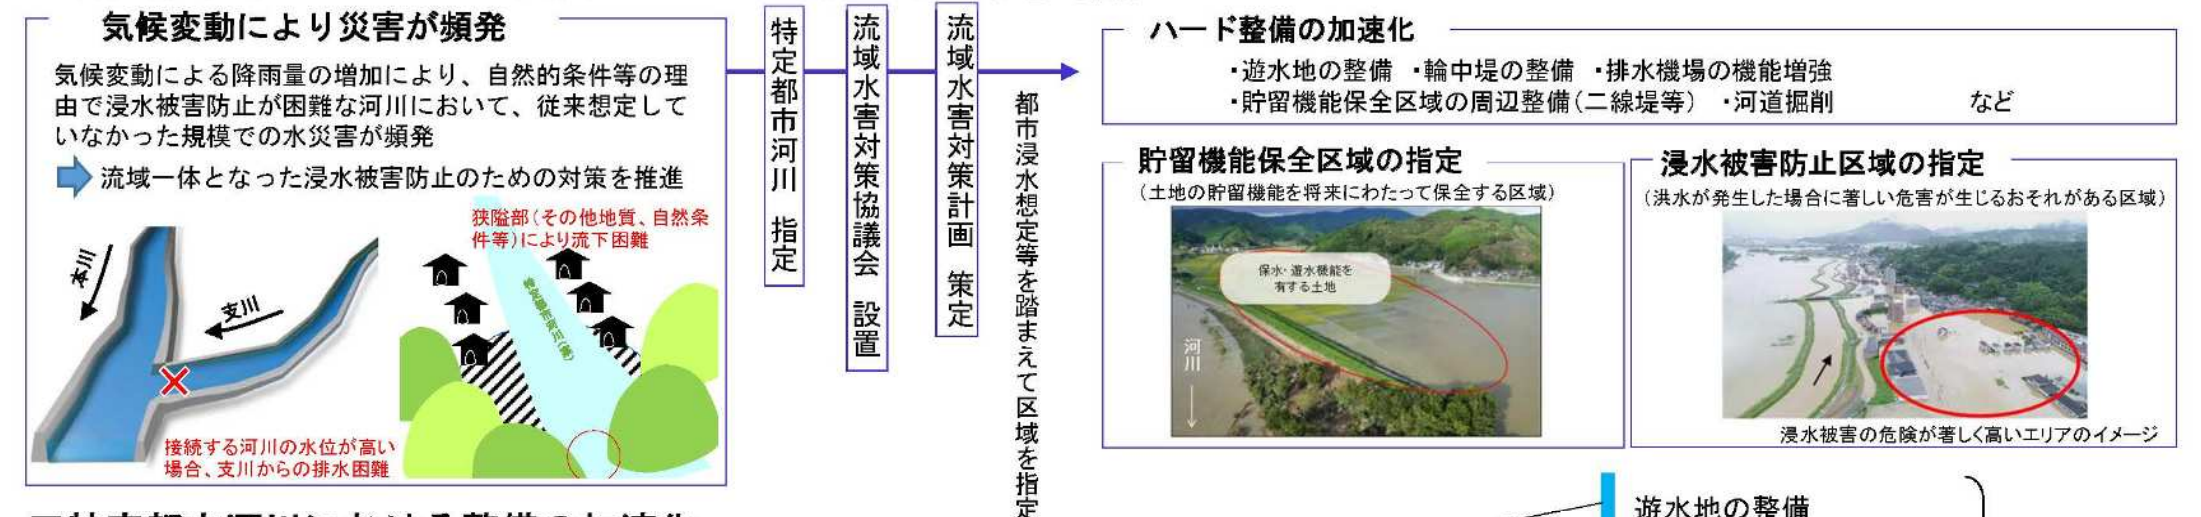 気候変動により災害が頻発
気候変動による降雨量の増加により、自然的条件等の理
由で浸水被害防止が困難な河川において、従来想定して
いなかった規模での水災害が頻発
流域一体となった浸水被害防止のための対策を推進
本川
支川
接続する河川の水位が高い
場合、支川からの排水困難
狭隘部(その他地質、自然条
件等)により流下困難
特定都市河川(案)
特定都市河川 指定
流域水害対策協議会 設置
流域水害対策計画 策定
都市浸水想定等を踏まえて区域を指定
ハード整備の加速化
・遊水地の整備 ・輪中堤の整備 ・排水機場の機能増強
・貯留機能保全区域の周辺整備(二線堤等) ・河道掘削 など
貯留機能保全区域の指定
(土地の貯留機能を将来にわたって保全する区域)
保水・遊水機能を
有する土地
河川
浸水被害防止区域の指定
(洪水が発生した場合に著しい危害が生じるおそれがある区域)
浸水被害の危険が著しく高いエリアのイメージ
遊水地の整備